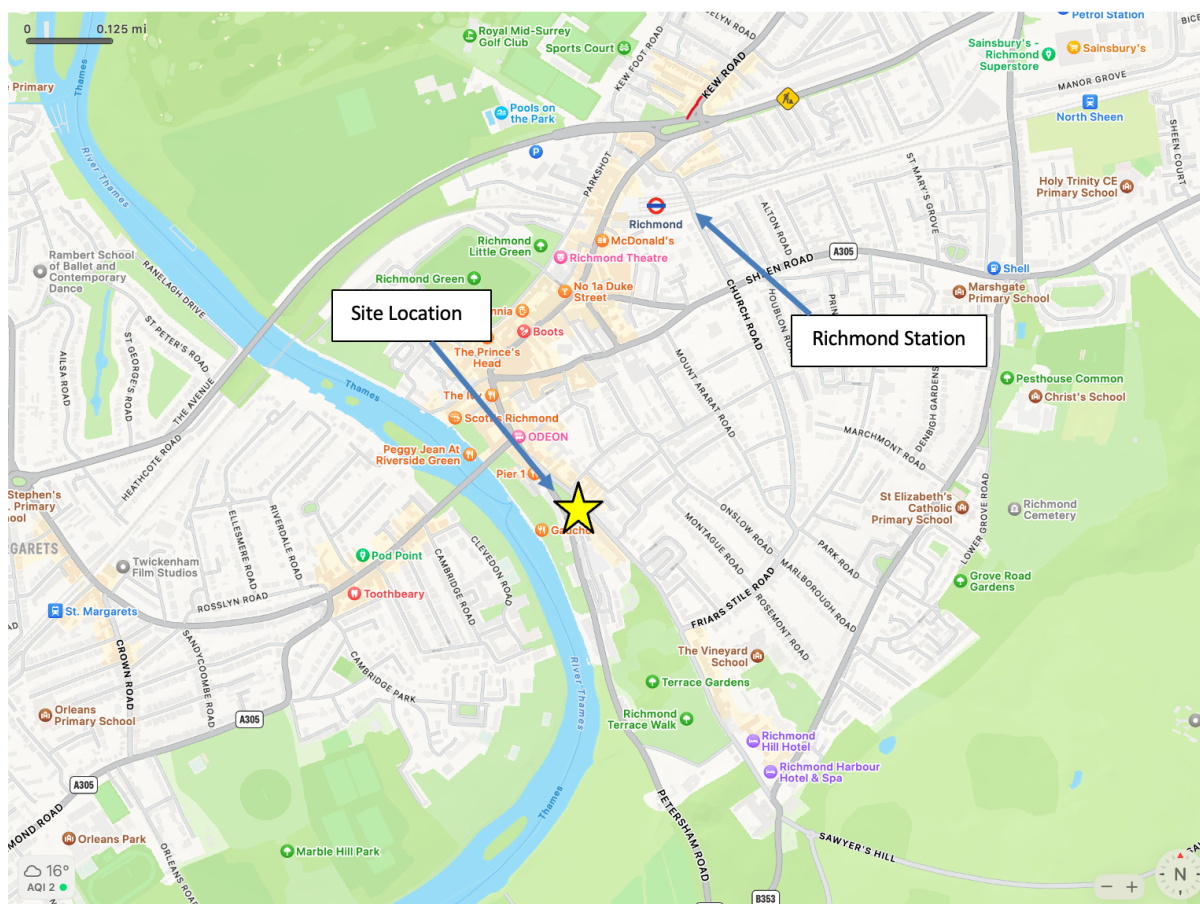 0 0.125 mi
Royal Mid-Surrey
Golf Club
Sports Court
KEW FOOT ROAD
KEW ROAD
Petrol Station
Sainsbury's -
Richmond
Superstore
Sainsbury's
MANOR GROVE
North Sheen
SHEEN COURT
Primary
Thames
River Thames
Pools on
the Park
P
PARKSHOT
Richmond
McDonald's
Richmond Theatre
Richmond
Little Green
Richmond Green
No 1a Duke
Street
Boots
The Prince's
Head
ST MARY'S GROVE
Holy Trinity CE
Primary School
ALTON ROAD
A305
SHEEN ROAD
Shell
Marshgate
Primary School
CHURCH ROAD
HOUBLON
Rambert School
of Ballet and
Contemporary
Dance
RANELAGH DRIVE
Site Location
Richmond Station
ST PETER'S ROAD
ST GEORGE'S ROAD
AILSA ROAD
THE AVENUE
HEATHCOTE ROAD
Thames
The Ivy
Scott's Richmond
ODEON
Peggy Jean At
Riverside Green
Pier 1
Gaucho
MOUNT ARARAT ROAD
DENBIGH GARDENS
MARCHMONT ROAD
Pesthouse Common
Christ's School
St Elizabeth's
Catholic
Primary School
Richmond
Cemetery
LOWER GROVE ROAD
ONSLOW ROAD
MONTAGUE ROAD
PARK ROAD
MARLBOROUGH ROAD
FRIARS STILE ROAD
ROSEMONT ROAD
Grove Road
Gardens
Stephen's
Primary
ELLESMERE ROAD
RIVERDALE ROAD
Twickenham
Film Studios
Pod Point
CLEVEDON ROAD
CAMBRIDGE ROAD
Toothbeary
ROSSLYN ROAD
St. Margarets
CROWN ROAD
SANDYCOOMBE ROAD
CAMBRIDGE PARK
River Thames
The Vineyard
School
Terrace Gardens
Richmond
Terrace Walk
Orleans
Primary School
A305
Richmond
Hill Hotel
Richmond Harbour
Hotel & Spa
A305
Thames
PETERSHAM ROAD
SAWYER'S HILL
Orleans Park
ORLEANS ROAD
Marble Hill Park
16°
AQI 2
B353
N